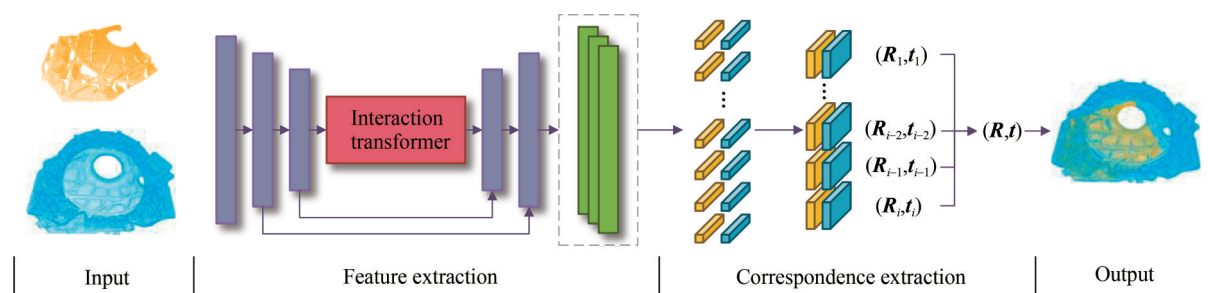 Interaction
transformer
(R₁,t₁)
(Rᵢ₋₂,tᵢ₋₂)
(Rᵢ₋₁,tᵢ₋₁)
(Rᵢ,tᵢ)
(R,t)
Input
Feature extraction
Correspondence extraction
Output